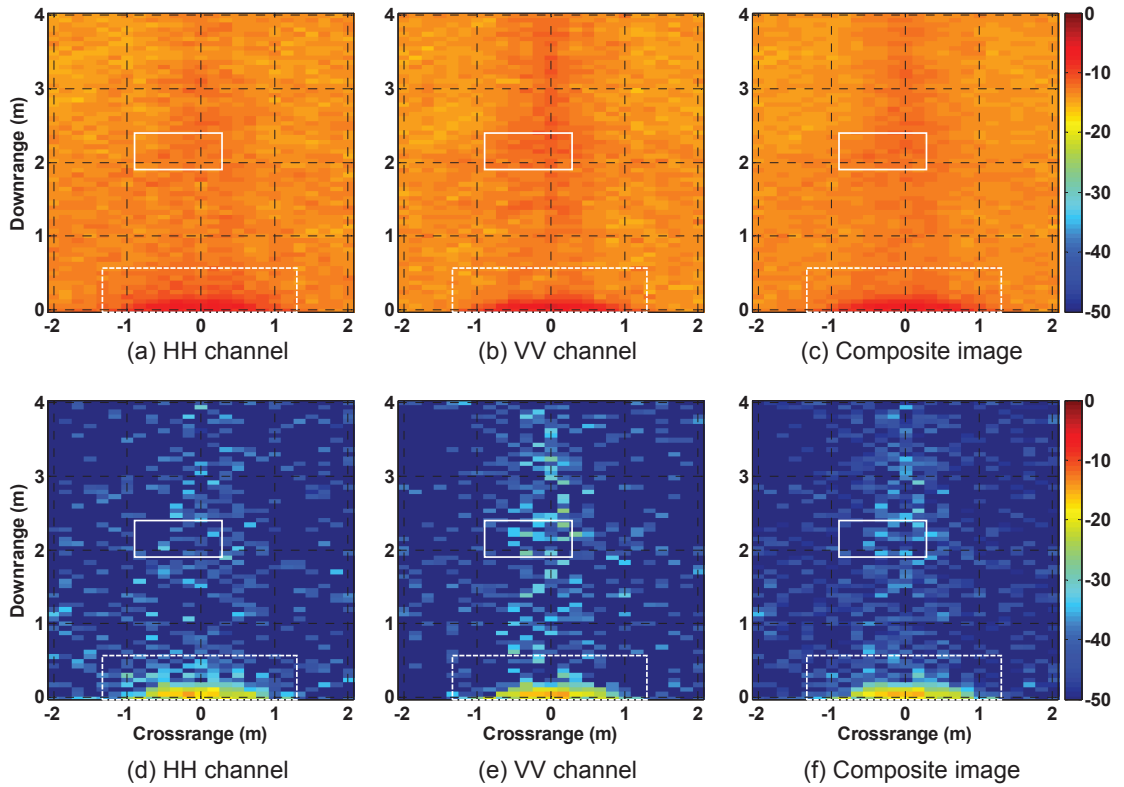 4
3
2
1
0
-2 -1 0 1 2
Downrange (m)
(a) HH channel
4
3
2
1
0
-2 -1 0 1 2
(b) VV channel
4
3
2
1
0
-2 -1 0 1 2
(c) Composite image
0
-10
-20
-30
-40
-50
4
3
2
1
0
-2 -1 0 1 2
Downrange (m)
Crossrange (m)
(d) HH channel
4
3
2
1
0
-2 -1 0 1 2
Crossrange (m)
(e) VV channel
4
3
2
1
0
-2 -1 0 1 2
Crossrange (m)
(f) Composite image
0
-10
-20
-30
-40
-50